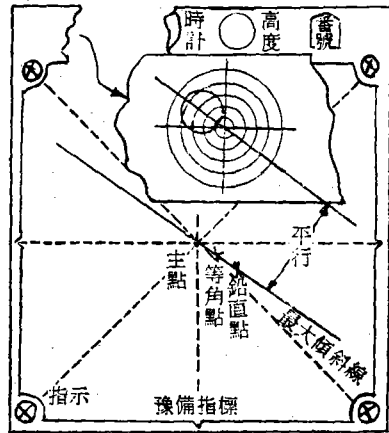 時計
高度
番號
平行
主點
等角點
鉛直點
最大傾斜線
指示
豫備指標